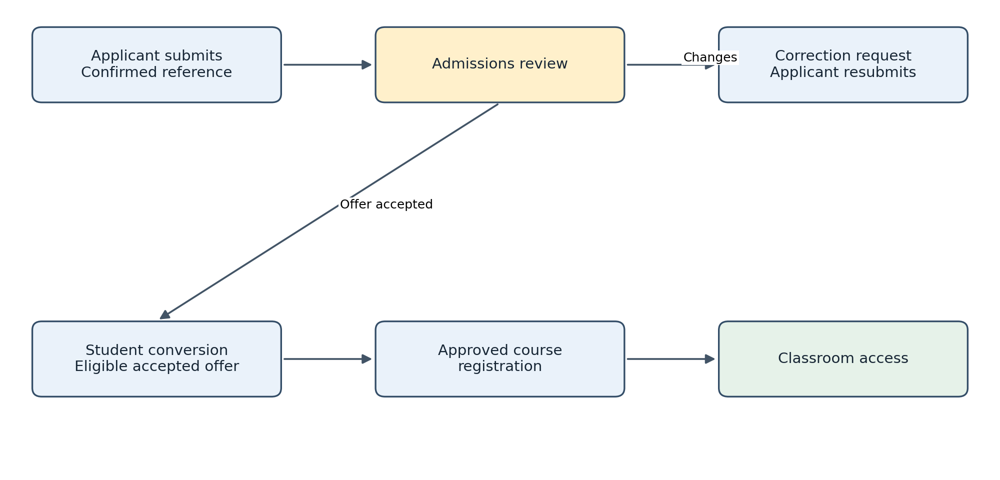 Applicant submits
Confirmed reference
Admissions review
Changes
Correction request
Applicant resubmits
Offer accepted
Student conversion
Eligible accepted offer
Approved course
registration
Classroom access